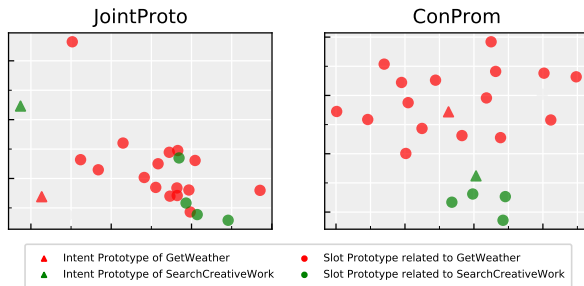 JointProto
ConProm
Intent Prototype of GetWeather
Slot Prototype related to GetWeather
Intent Prototype of SearchCreativeWork
Slot Prototype related to SearchCreativeWork